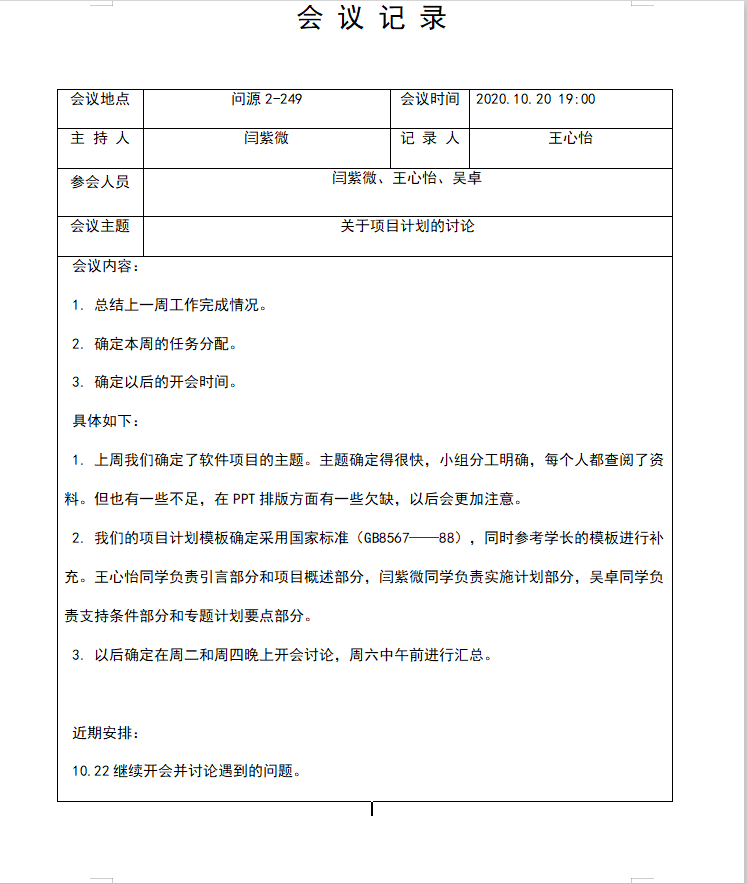 会 议 记 录
会议地点 问源 2-249 会议时间 2020.10.20 19:00
主 持 人 闫紫微 记 录 人 王心怡
参会人员 闫紫微、王心怡、吴卓
会议主题 关于项目计划的讨论
会议内容：
1. 总结上一周工作完成情况。
2. 确定本周的任务分配。
3. 确定以后的开会时间。
具体如下：
1. 上周我们确定了软件项目的主题。主题确定得很快，小组分工明确，每个人都查阅了资
料。但也有一些不足，在 PPT 排版方面有一些欠缺，以后会更加注意。
2. 我们的项目计划模板确定采用国家标准（GB8567——88），同时参考学长的模板进行补
充。王心怡同学负责引言部分和项目概述部分，闫紫微同学负责实施计划部分，吴卓同学负
责支持条件部分和专题计划要点部分。
3. 以后确定在周二和周四晚上开会讨论，周六中午前进行汇总。
近期安排：
10.22 继续开会并讨论遇到的问题。